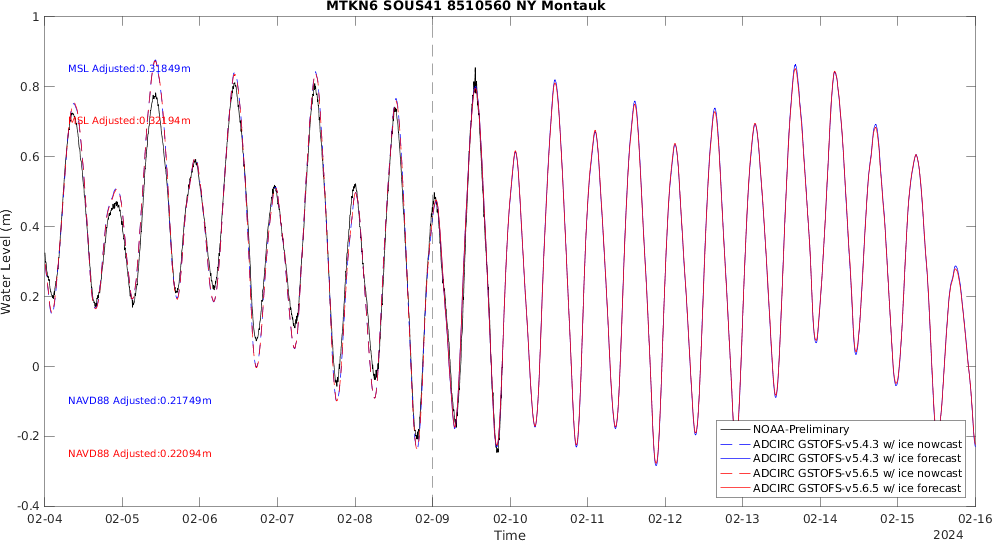 MTKN6 SOUS41 8510560 NY Montauk
1
0.8
0.6
0.4
0.2
0
-0.2
-0.4
Water Level (m)
MSL Adjusted:0.31849m
MSL Adjusted:0.32194m
NAVD88 Adjusted:0.21749m
NAVD88 Adjusted:0.22094m
NOAA-Preliminary
ADCIRC GSTOFS-v5.4.3 w/ ice nowcast
ADCIRC GSTOFS-v5.4.3 w/ ice forecast
ADCIRC GSTOFS-v5.6.5 w/ ice nowcast
ADCIRC GSTOFS-v5.6.5 w/ ice forecast
02-04 02-05 02-06 02-07 02-08 02-09 02-10 02-11 02-12 02-13 02-14 02-15 02-16
Time
2024